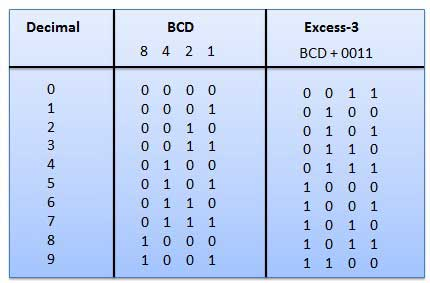 Decimal BCD Excess-3
8 4 2 1 BCD + 0011
0 0 0 0 0 0 0 1 1
1 0 0 0 1 0 1 0 0
2 0 0 1 0 0 1 0 1
3 0 0 1 1 0 1 1 0
4 0 1 0 0 0 1 1 1
5 0 1 0 1 1 0 0 0
6 0 1 1 0 1 0 0 1
7 0 1 1 1 1 0 1 0
8 1 0 0 0 1 0 1 1
9 1 0 0 1 1 1 0 0